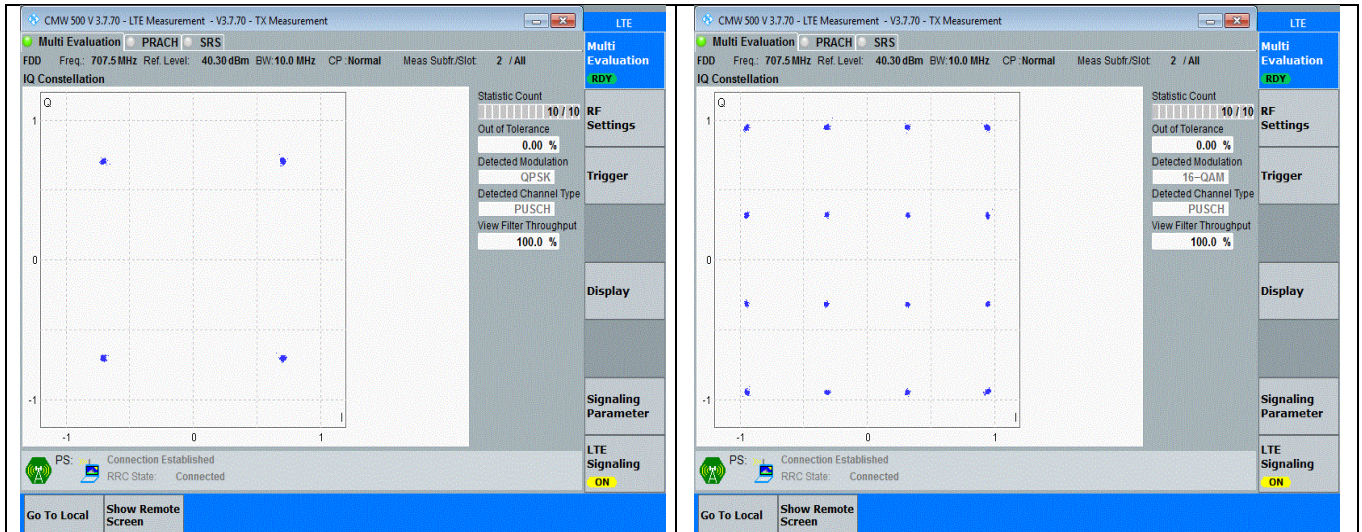 CMW 500 V 3.7.70 - LTE Measurement - V3.7.70 - TX Measurement
LTE
Multi Evaluation PRACH SRS
Multi
Evaluation
RDY
FDD Freq.: 707.5 MHz Ref. Level: 40.30 dBm BW: 10.0 MHz CP :Normal Meas Subfr./Slot: 2 / All
IQ Constellation
Q
1
0
-1
-1 0 1
I
Statistic Count
10 / 10
Out of Tolerance
0.00 %
Detected Modulation
QPSK
Detected Channel Type
PUSCH
View Filter Throughput
100.0 %
RF
Settings
Trigger
Display
Signaling
Parameter
LTE
Signaling
ON
PS: Connection Established
RRC State: Connected
Go To Local
Show Remote
Screen
CMW 500 V 3.7.70 - LTE Measurement - V3.7.70 - TX Measurement
LTE
Multi Evaluation PRACH SRS
Multi
Evaluation
RDY
FDD Freq.: 707.5 MHz Ref. Level: 40.30 dBm BW: 10.0 MHz CP :Normal Meas Subfr./Slot: 2 / All
IQ Constellation
Q
1
0
-1
-1 0 1
I
Statistic Count
10 / 10
Out of Tolerance
0.00 %
Detected Modulation
16-QAM
Detected Channel Type
PUSCH
View Filter Throughput
100.0 %
RF
Settings
Trigger
Display
Signaling
Parameter
LTE
Signaling
ON
PS: Connection Established
RRC State: Connected
Go To Local
Show Remote
Screen